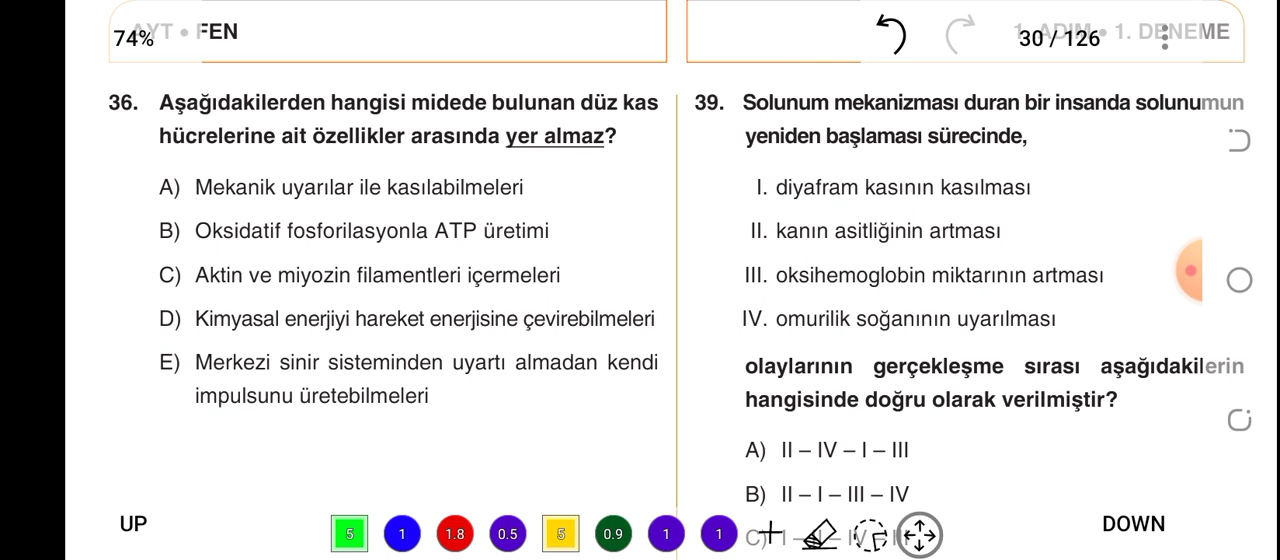 AYT • FEN
74%
1. ADIM • 1. DENEME
30 / 126
36. Aşağıdakilerden hangisi midede bulunan düz kas
hücrelerine ait özellikler arasında yer almaz?
A) Mekanik uyarılar ile kasılabilmeleri
B) Oksidatif fosforilasyonla ATP üretimi
C) Aktin ve miyozin filamentleri içermeleri
D) Kimyasal enerjiyi hareket enerjisine çevirebilmeleri
E) Merkezi sinir sisteminden uyartı almadan kendi
impulsunu üretebilmeleri
39. Solunum mekanizması duran bir insanda solunumun
yeniden başlaması sürecinde,
I. diyafram kasının kasılması
II. kanın asitliğinin artması
III. oksihemoglobin miktarının artması
IV. omurilik soğanının uyarılması
olaylarının gerçekleşme sırası aşağıdakilerin
hangisinde doğru olarak verilmiştir?
A) II – IV – I – III
B) II – I – III – IV
C) I – – IV –
UP
5 1 1.8 0.5 5 0.9 1 1
DOWN